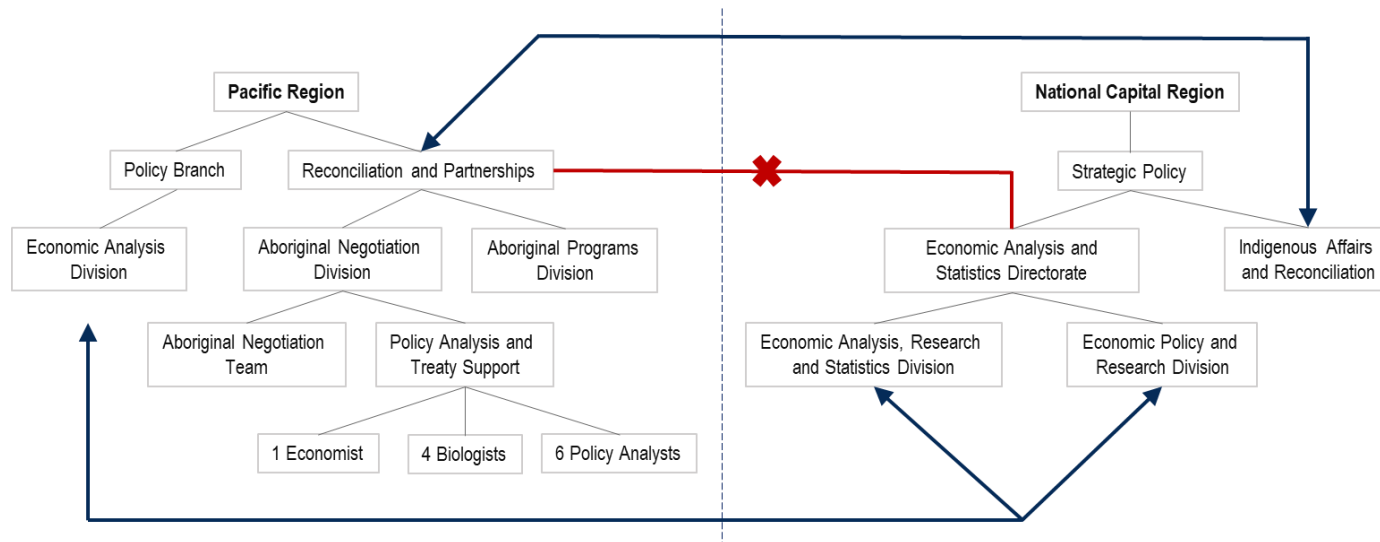 Pacific Region
National Capital Region
Policy Branch
Reconciliation and Partnerships
Strategic Policy
Economic Analysis
Division
Aboriginal Negotiation
Division
Aboriginal Programs
Division
Economic Analysis and
Statistics Directorate
Indigenous Affairs
and Reconciliation
Aboriginal Negotiation
Team
Policy Analysis and
Treaty Support
Economic Analysis, Research
and Statistics Division
Economic Policy and
Research Division
1 Economist
4 Biologists
6 Policy Analysts